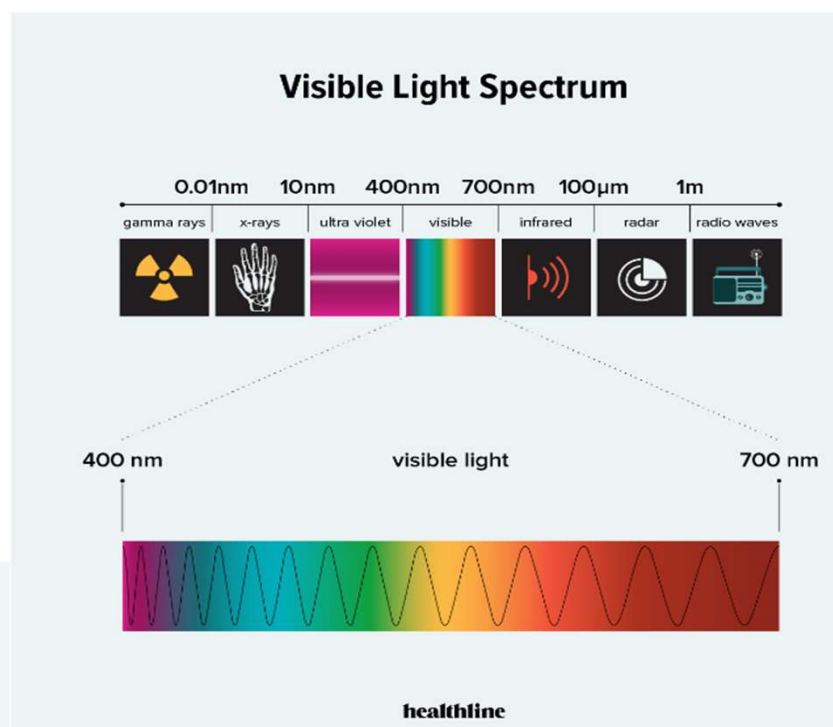 Visible Light Spectrum
0.01nm 10nm 400nm 700nm 100μm 1m
gamma rays x-rays ultra violet visible infrared radar radio waves
400 nm visible light 700 nm
healthline